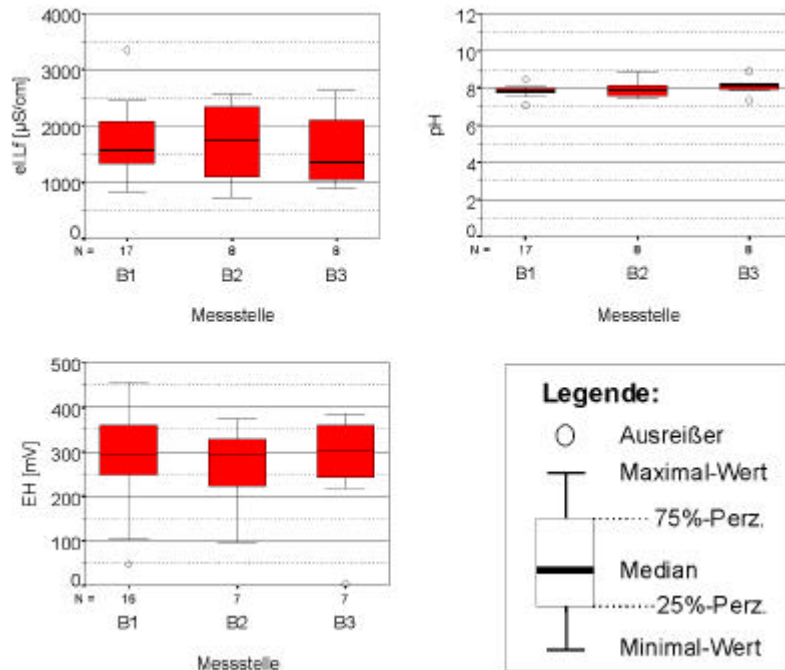 el.Lf [µS/cm]
4000
3000
2000
1000
0
N = 17 8 8
B1 B2 B3
Messstelle
pH
12
10
8
6
4
2
0
N = 17 8 8
B1 B2 B3
Messstelle
EH [mV]
500
400
300
200
100
0
N = 16 7 7
B1 B2 B3
Messstelle
Legende:
Ausreißer
Maximal-Wert
75%-Perz.
Median
25%-Perz.
Minimal-Wert